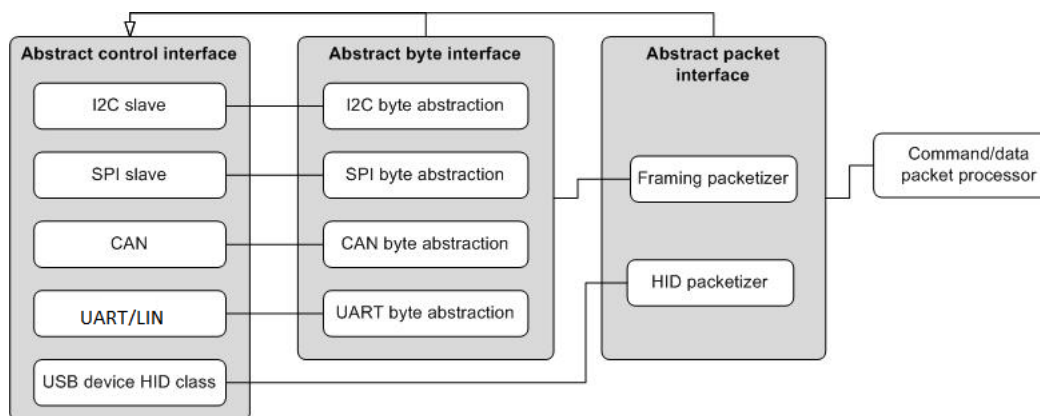 Abstract control interface
I2C slave
SPI slave
CAN
UART/LIN
USB device HID class
Abstract byte interface
I2C byte abstraction
SPI byte abstraction
CAN byte abstraction
UART byte abstraction
Abstract packet
interface
Framing packetizer
HID packetizer
Command/data
packet processor